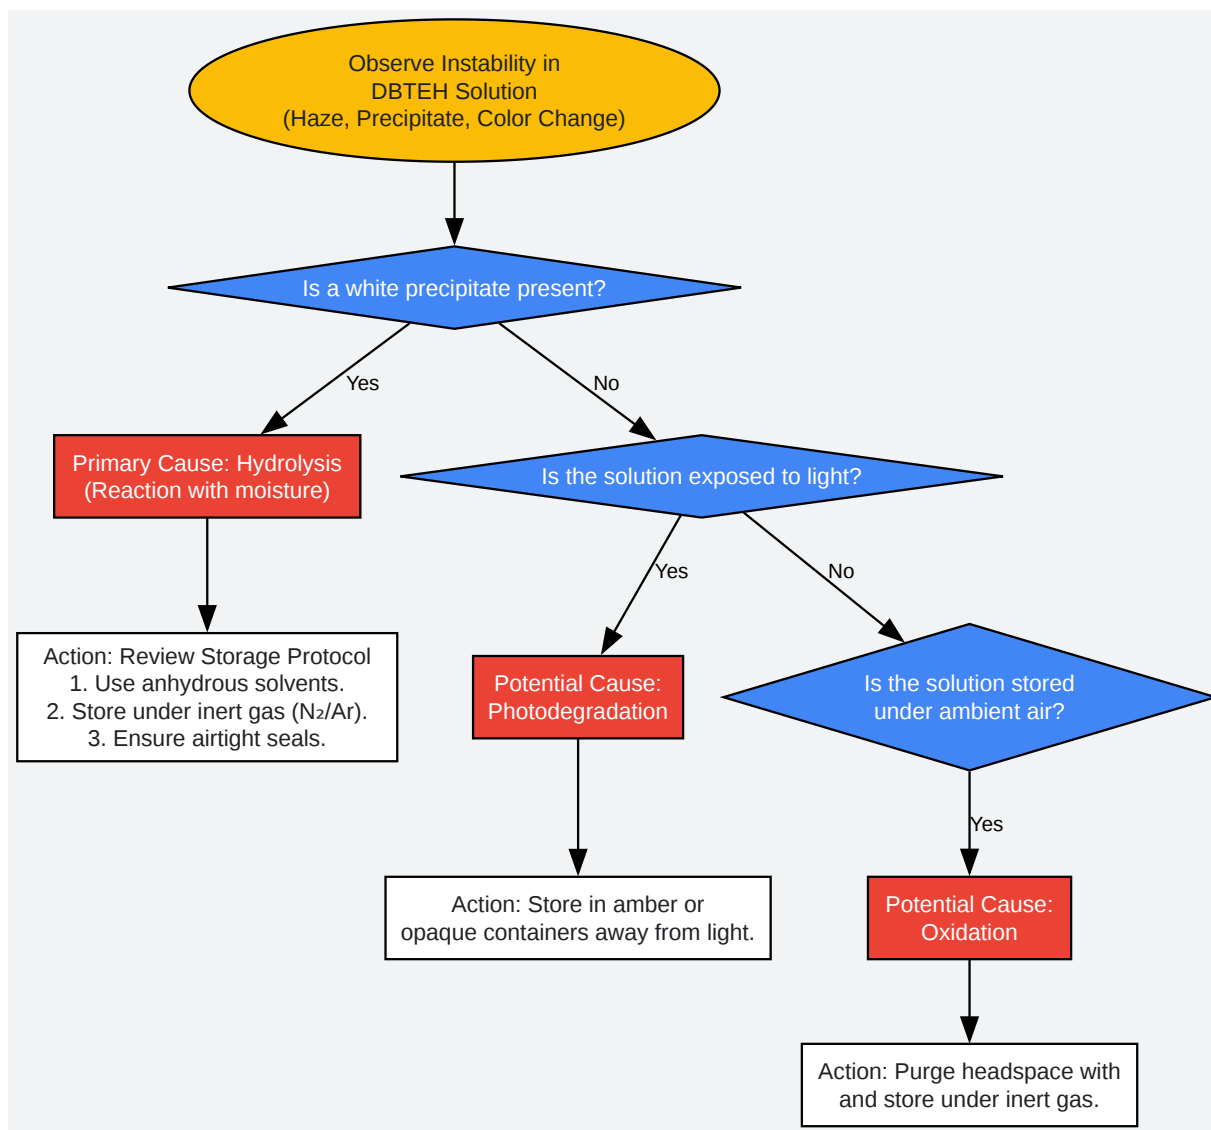 Observe Instability in
DBTEH Solution
(Haze, Precipitate, Color Change)
Is a white precipitate present?
Yes
No
Primary Cause: Hydrolysis
(Reaction with moisture)
Is the solution exposed to light?
Yes
No
Action: Review Storage Protocol
1. Use anhydrous solvents.
2. Store under inert gas (N₂/Ar).
3. Ensure airtight seals.
Potential Cause:
Photodegradation
Is the solution stored
under ambient air?
Yes
Action: Store in amber or
opaque containers away from light.
Potential Cause:
Oxidation
Action: Purge headspace with
and store under inert gas.